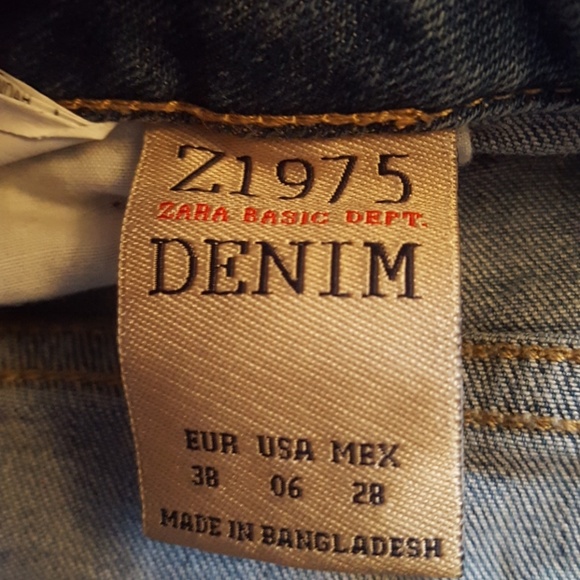 Z1975
ZARA BASIC DEPT.
DENIM
EUR USA MEX
38 06 28
MADE IN BANGLADESH